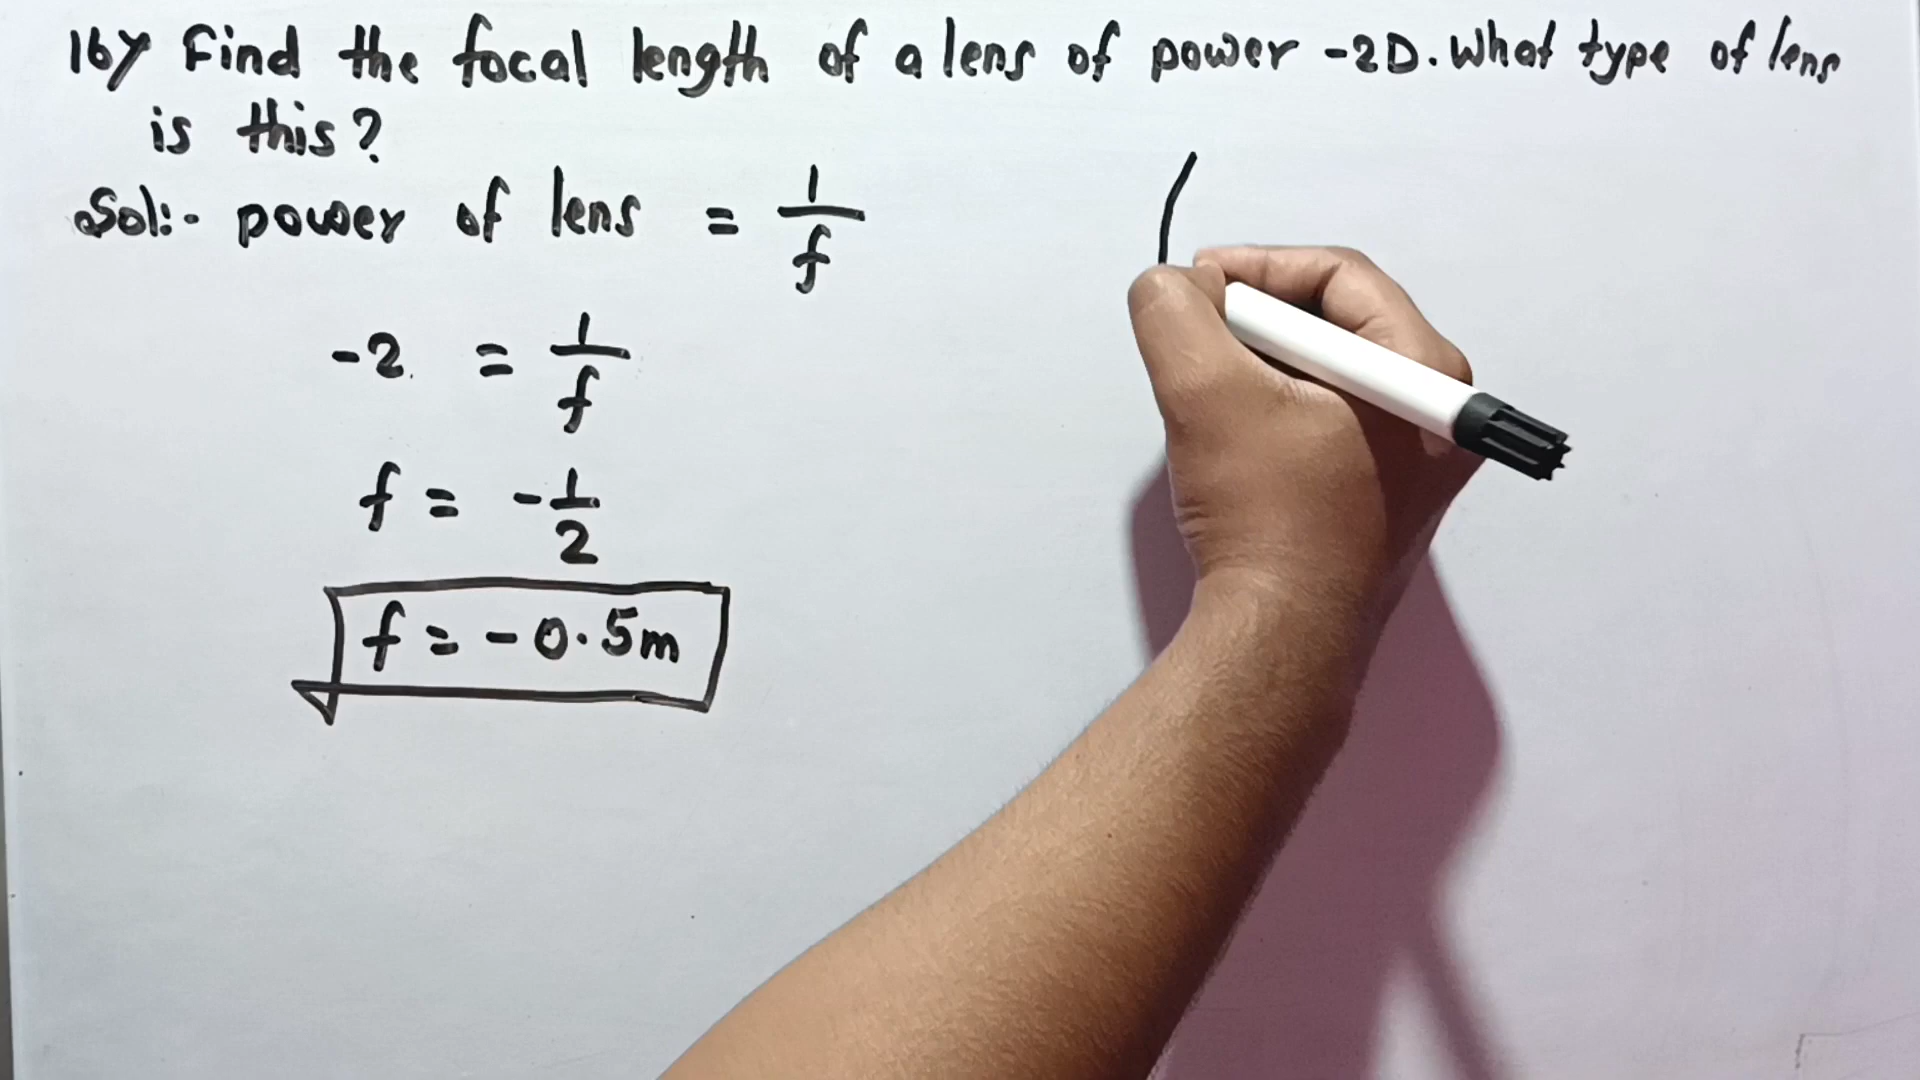 16) Find the focal length of a lens of power -2D. What type of lens
is this?
Sol:- power of lens = 1/f
-2 = 1/f
f = -1/2
f = -0.5m